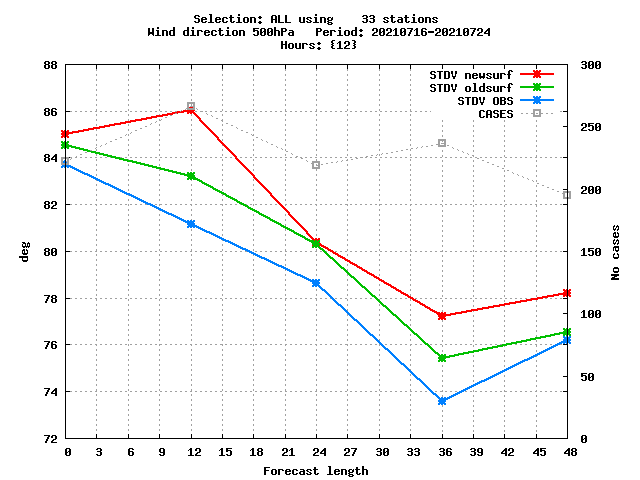 Selection: ALL using    33 stations
Wind direction 500hPa   Period: 20210716-20210724
Hours: {12}
STDV newsurf
STDV oldsurf
STDV OBS
CASES
88
86
84
82
80
78
76
74
72
deg
300
250
200
150
100
50
0
No cases
0 3 6 9 12 15 18 21 24 27 30 33 36 39 42 45 48
Forecast length